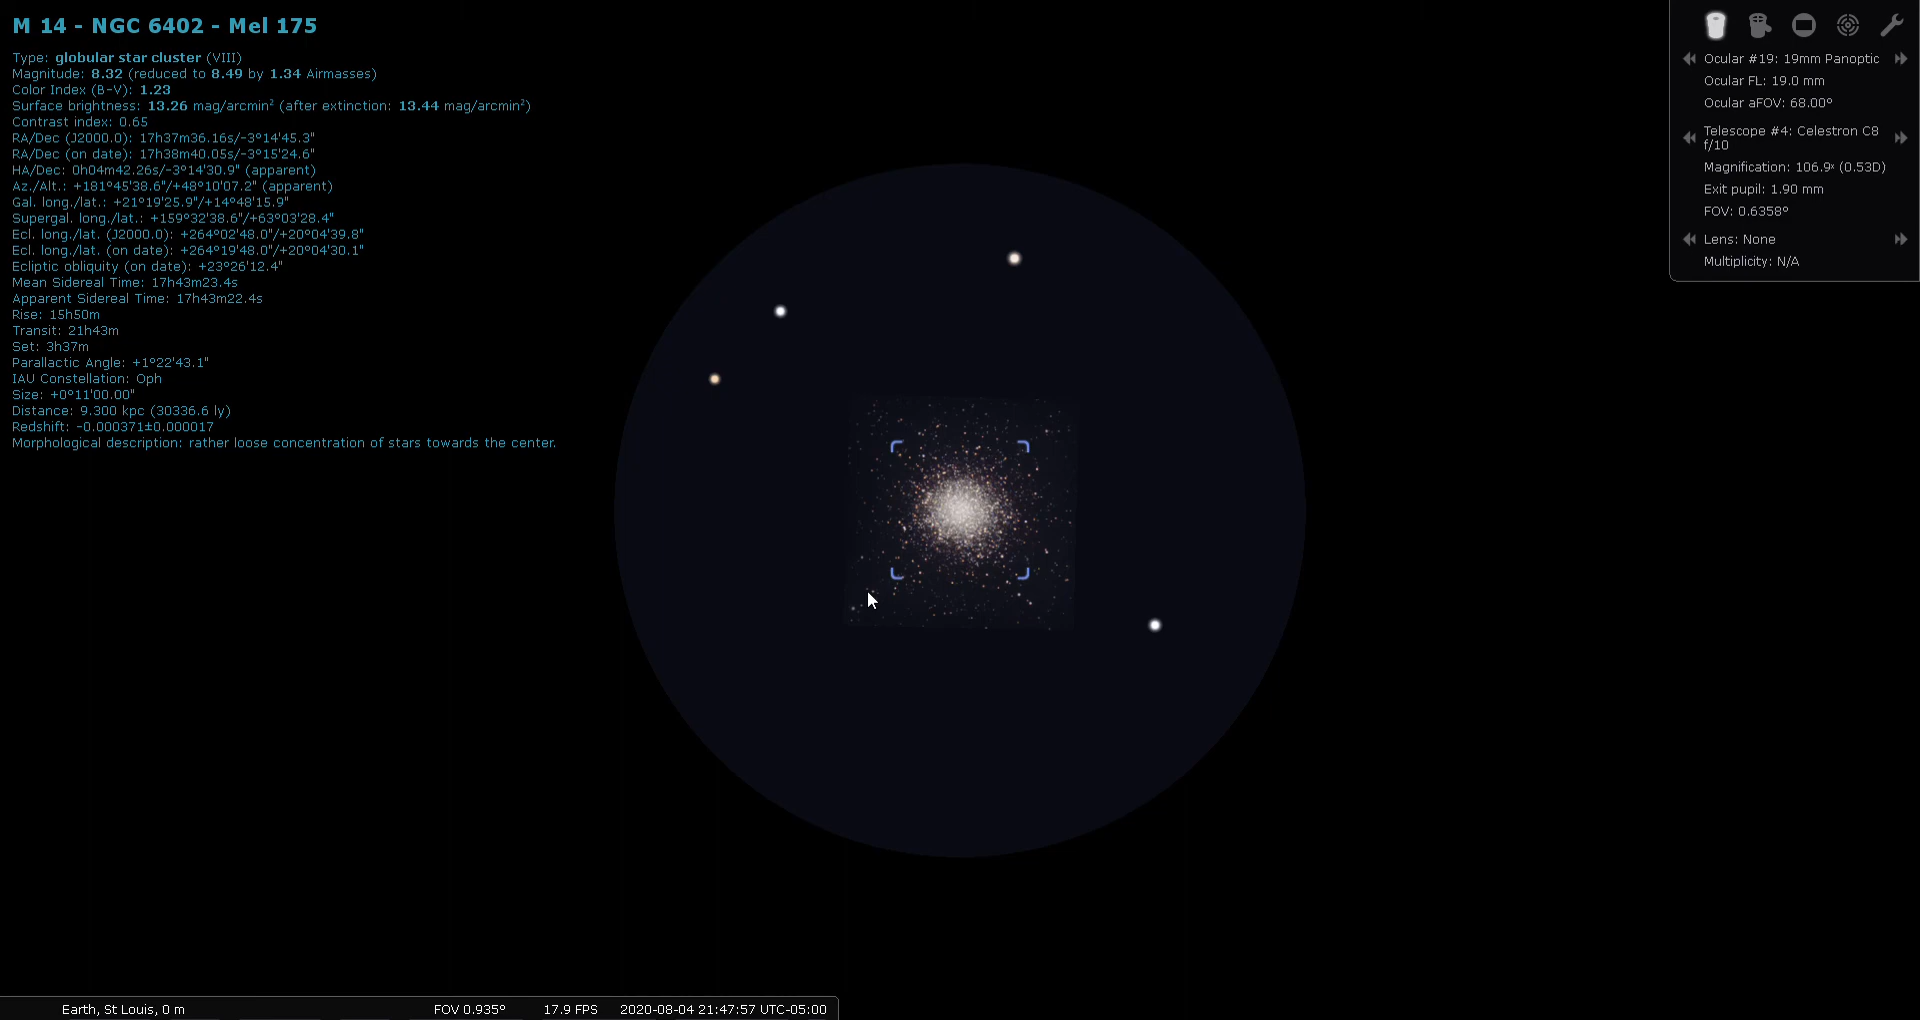 M 14 - NGC 6402 - Mel 175
Type: globular star cluster (VIII)
Magnitude: 8.32 (reduced to 8.49 by 1.34 Airmasses)
Color Index (B-V): 1.23
Surface brightness: 13.26 mag/arcmin² (after extinction: 13.44 mag/arcmin²)
Contrast index: 0.65
RA/Dec (J2000.0): 17h37m36.16s/-3°14'45.3"
RA/Dec (on date): 17h38m40.05s/-3°15'24.6"
HA/Dec: 0h04m42.26s/-3°14'30.9" (apparent)
Az./Alt.: +181°45'38.6"/+48°10'07.2" (apparent)
Gal. long./lat.: +21°19'25.9"/+14°48'15.9"
Supergal. long./lat.: +159°32'38.6"/+63°03'28.4"
Ecl. long./lat. (J2000.0): +264°02'48.0"/+20°04'39.8"
Ecl. long./lat. (on date): +264°19'48.0"/+20°04'30.1"
Ecliptic obliquity (on date): +23°26'12.4"
Mean Sidereal Time: 17h43m23.4s
Apparent Sidereal Time: 17h43m22.4s
Rise: 15h50m
Transit: 21h43m
Set: 3h37m
Parallactic Angle: +1°22'43.1"
IAU Constellation: Oph
Size: +0°11'00.00"
Distance: 9.300 kpc (30336.6 ly)
Redshift: -0.000371±0.000017
Morphological description: rather loose concentration of stars towards the center.
Ocular #19: 19mm Panoptic
Ocular FL: 19.0 mm
Ocular aFOV: 68.00°
Telescope #4: Celestron C8
f/10
Magnification: 106.9ˣ (0.53D)
Exit pupil: 1.90 mm
FOV: 0.6358°
Lens: None
Multiplicity: N/A
Earth, St Louis, 0 m FOV 0.935° 17.9 FPS 2020-08-04 21:47:57 UTC-05:00